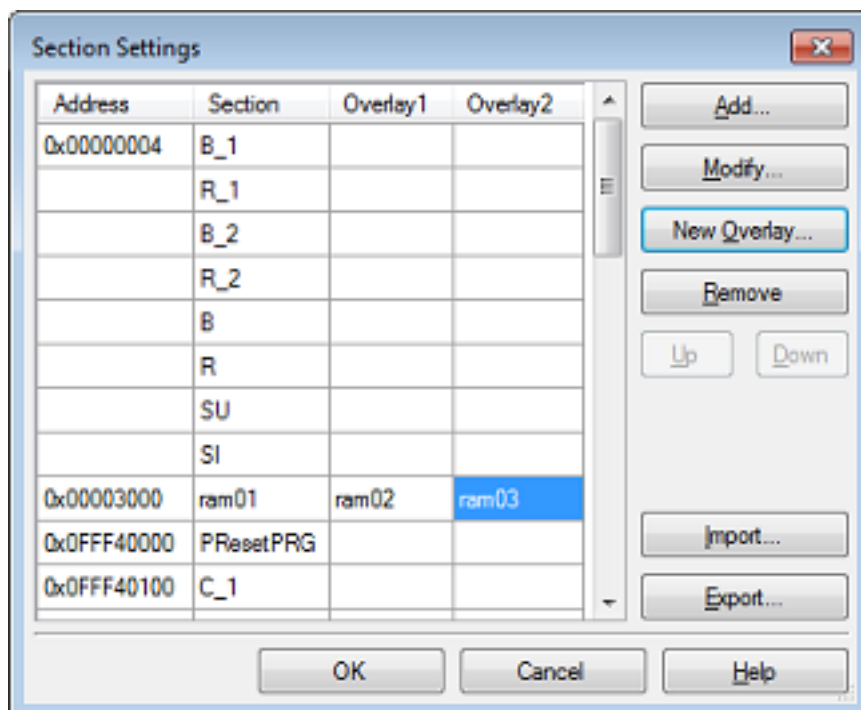 Section Settings
Address Section Overlay1 Overlay2
0x00000004 B_1
R_1
B_2
R_2
B
R
SU
SI
0x00003000 ram01 ram02 ram03
0x0FFF40000 PResetPRG
0x0FFF40100 C_1
Add...
Modify...
New Overlay...
Remove
Up Down
Import...
Export...
OK Cancel Help